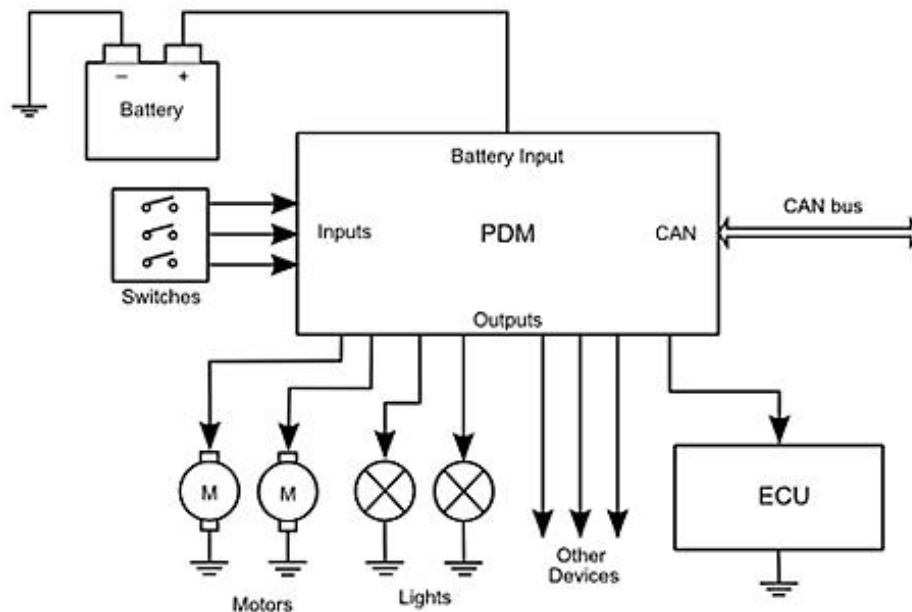 − +
Battery
Battery Input
Inputs
PDM
CAN
CAN bus
Switches
Outputs
M
M
ECU
Motors
Lights
Other
Devices